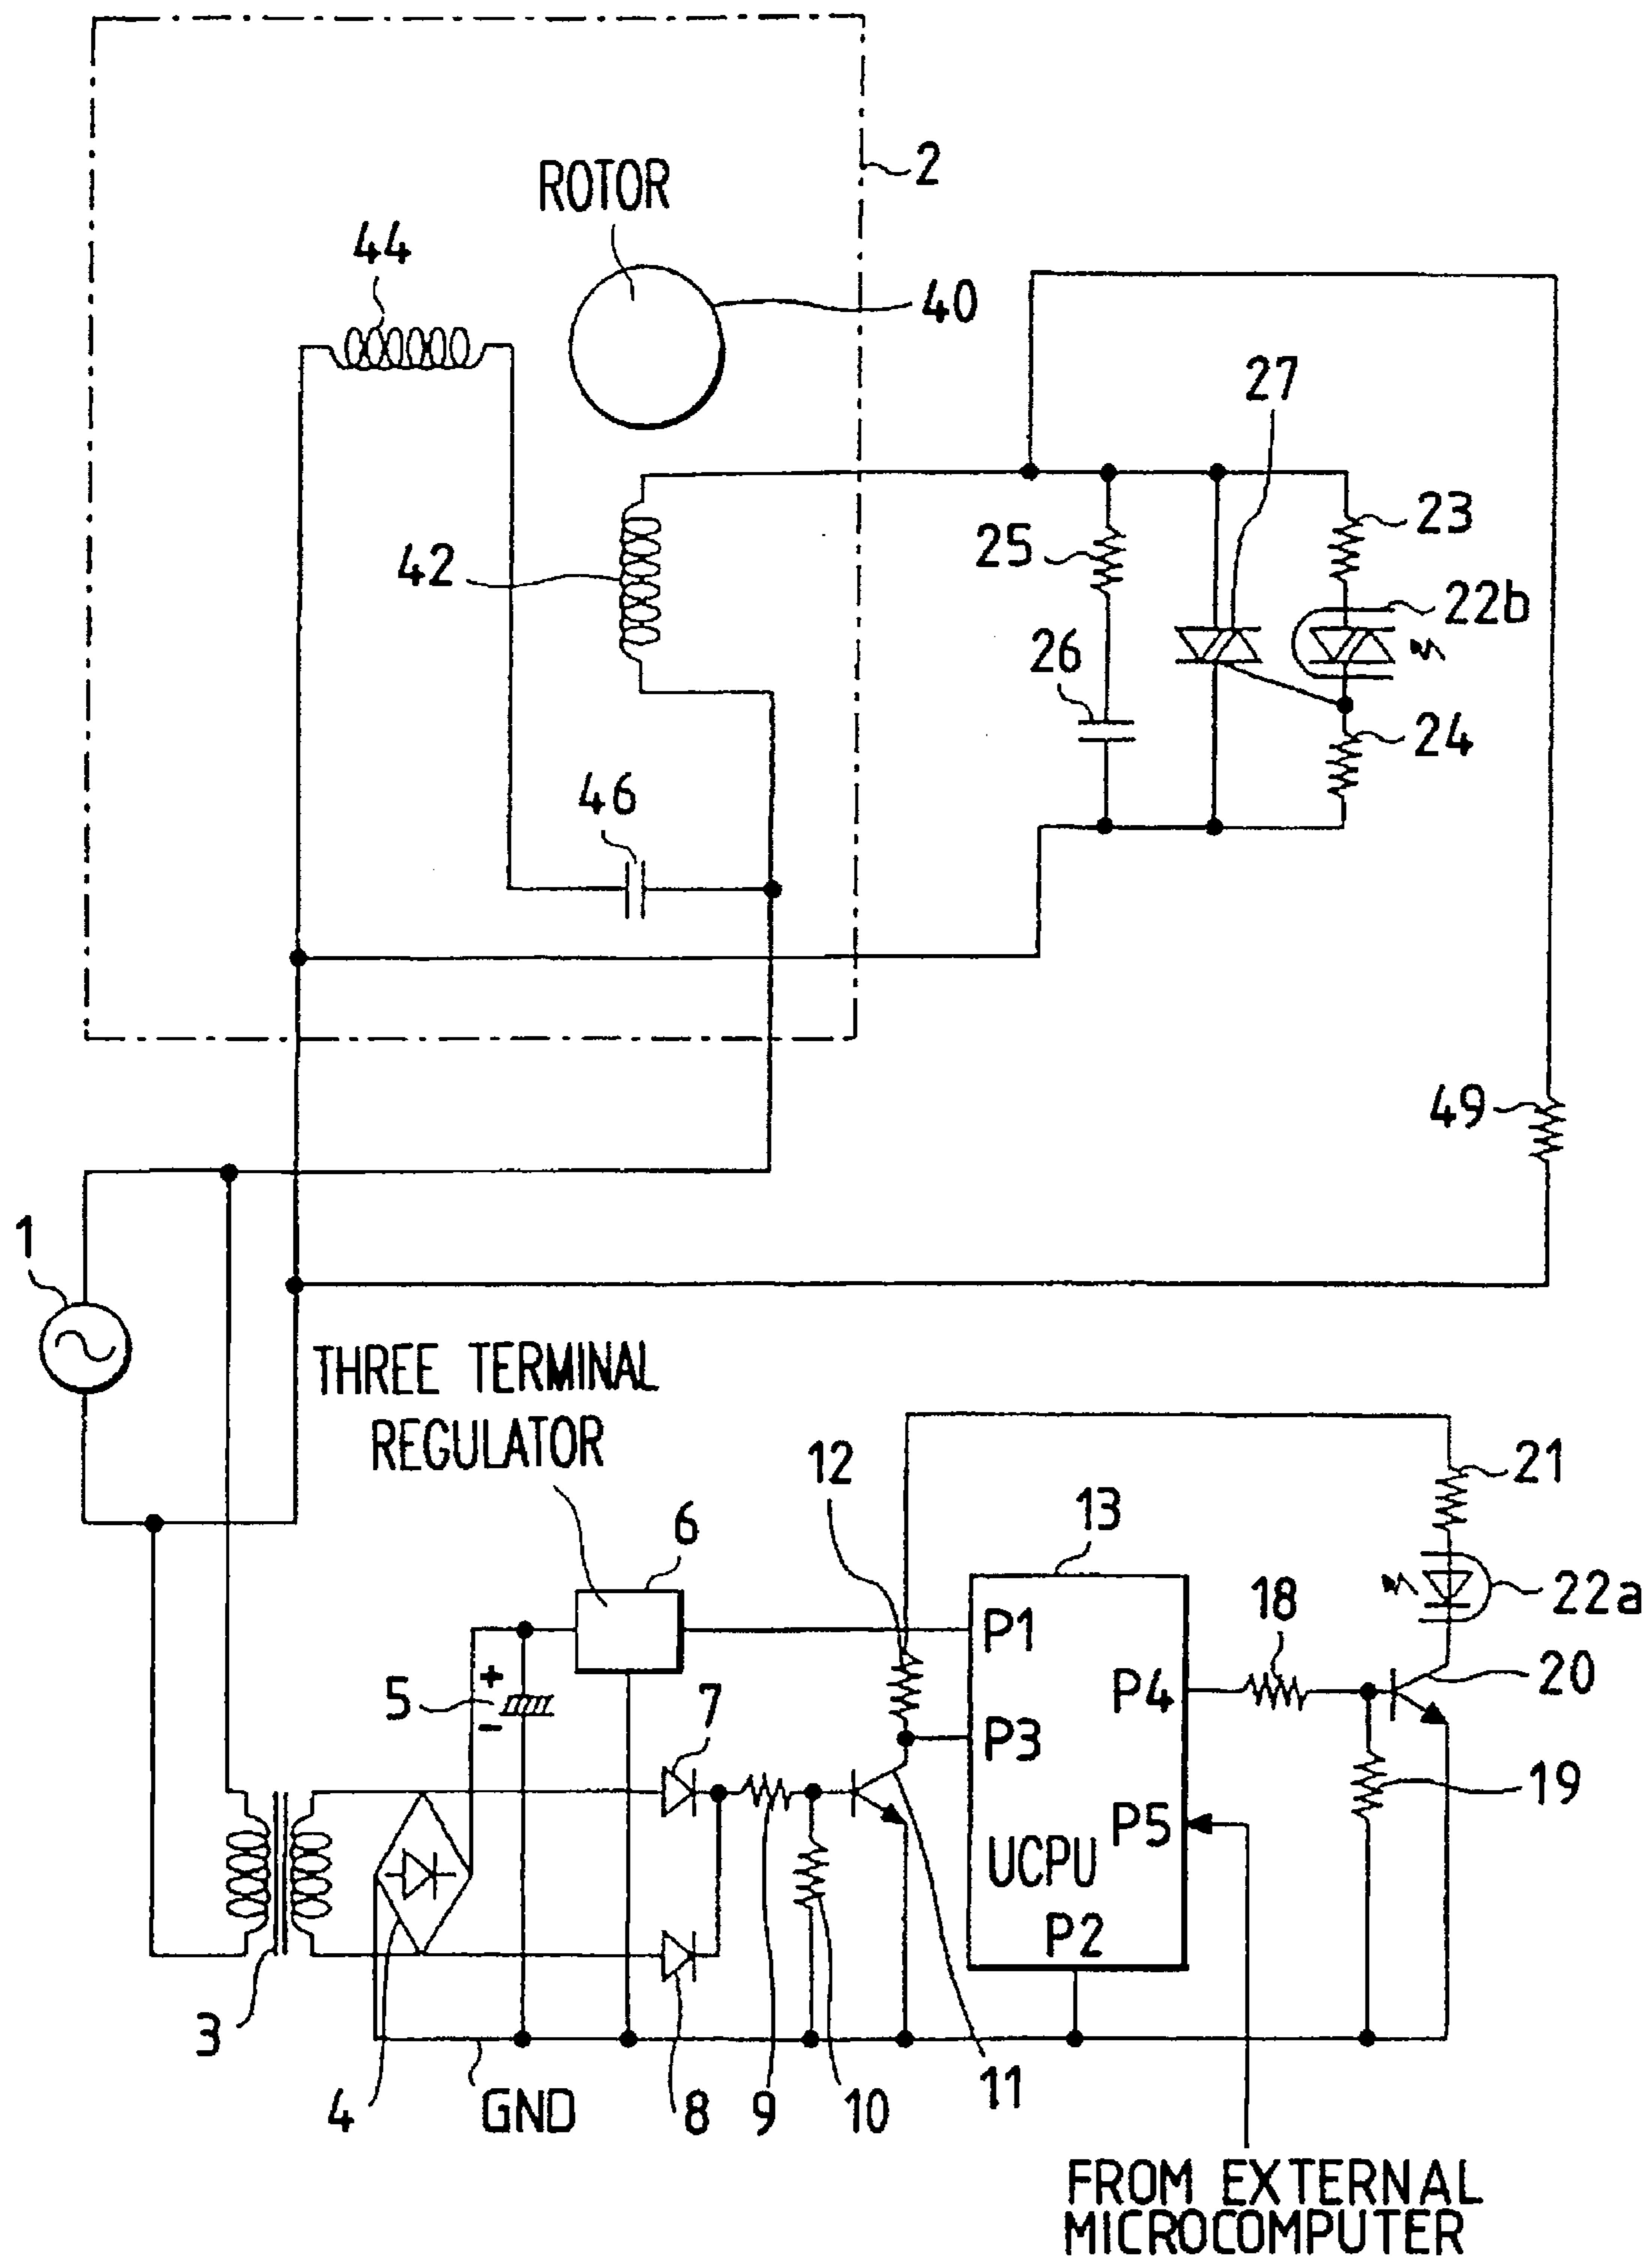 2
ROTOR
44
40
27
23
42
25
22b
26
24
46
49
1
THREE TERMINAL
REGULATOR
12
21
13
6
18
22a
P1
+
5
-
7
P4
20
P3
19
P5
UCPU
P2
3
4
GND
8
9
10
11
FROM EXTERNAL
MICROCOMPUTER